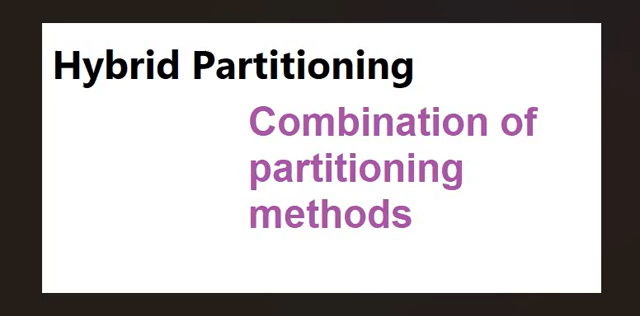 Hybrid Partitioning
Combination of
partitioning
methods